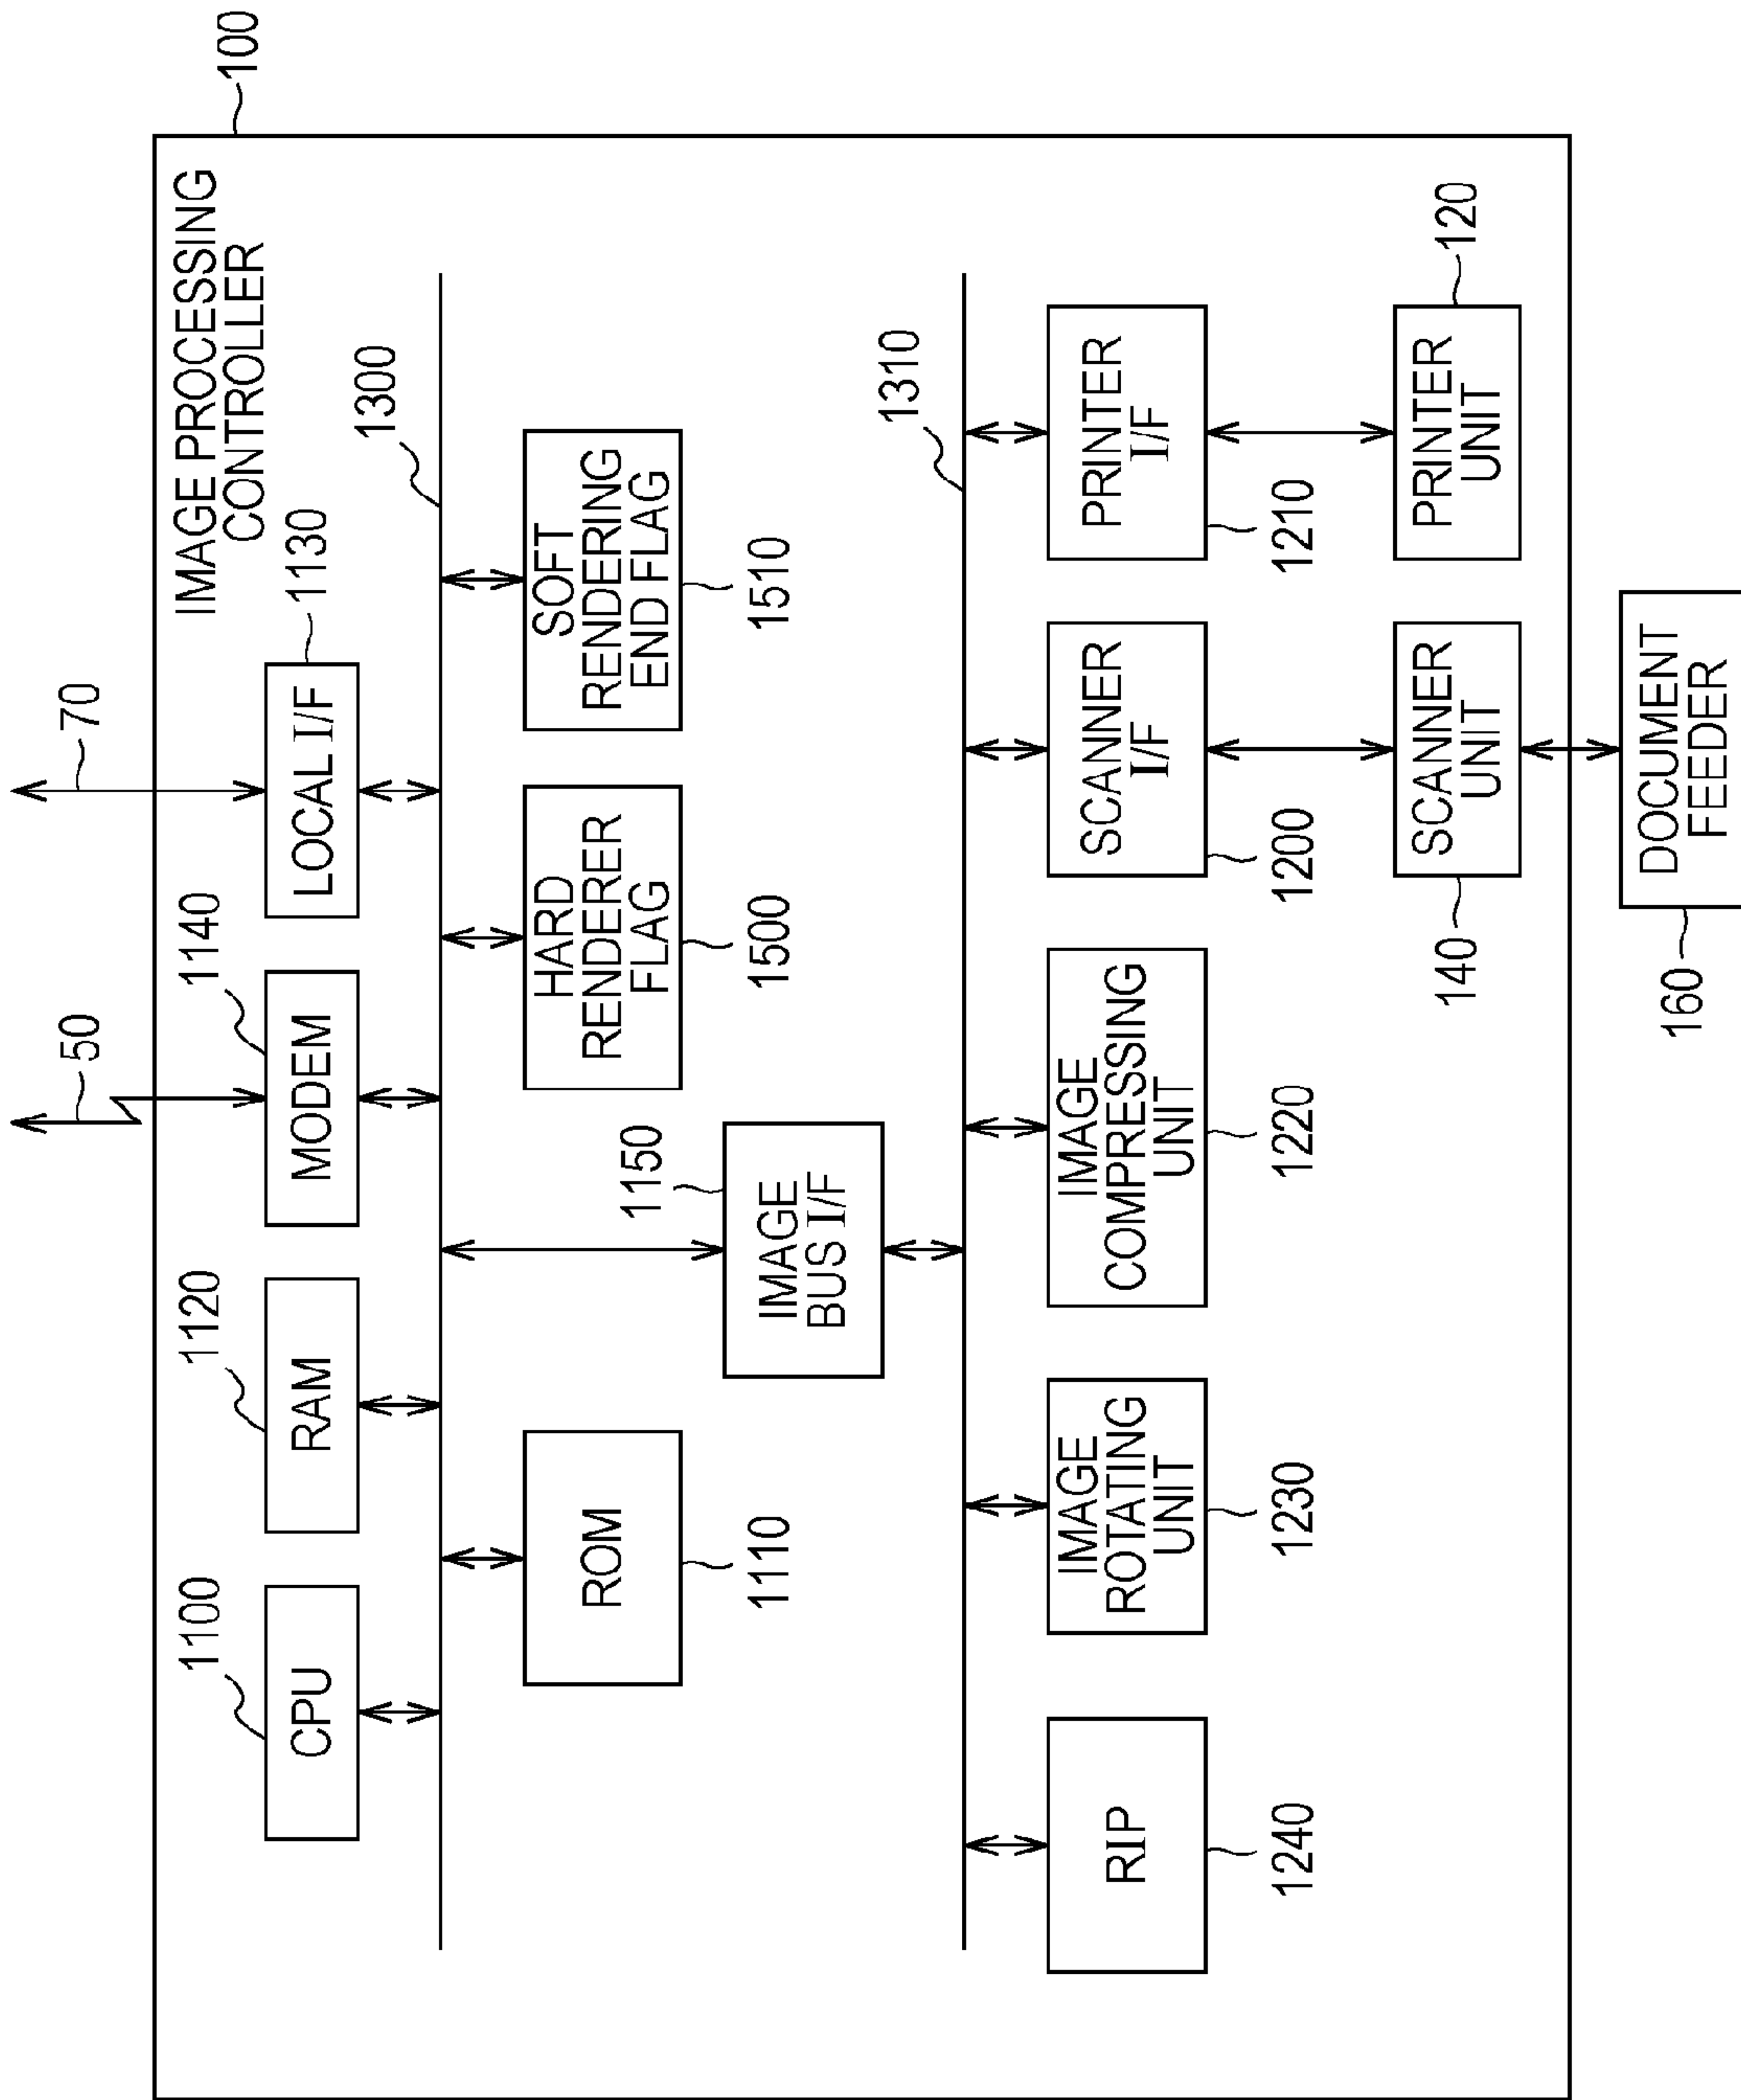 100
IMAGE PROCESSING
CONTROLLER
50
70
1100
CPU
1120
RAM
1140
MODEM
1130
LOCAL I/F
1300
ROM
1110
HARD
RENDERER
FLAG
1500
SOFT
RENDERING
END FLAG
1510
1150
IMAGE
BUS I/F
1310
RIP
1240
IMAGE
ROTATING
UNIT
1230
IMAGE
COMPRESSING
UNIT
1220
SCANNER
I/F
1200
PRINTER
I/F
1210
SCANNER
UNIT
140
PRINTER
UNIT
120
DOCUMENT
FEEDER
160